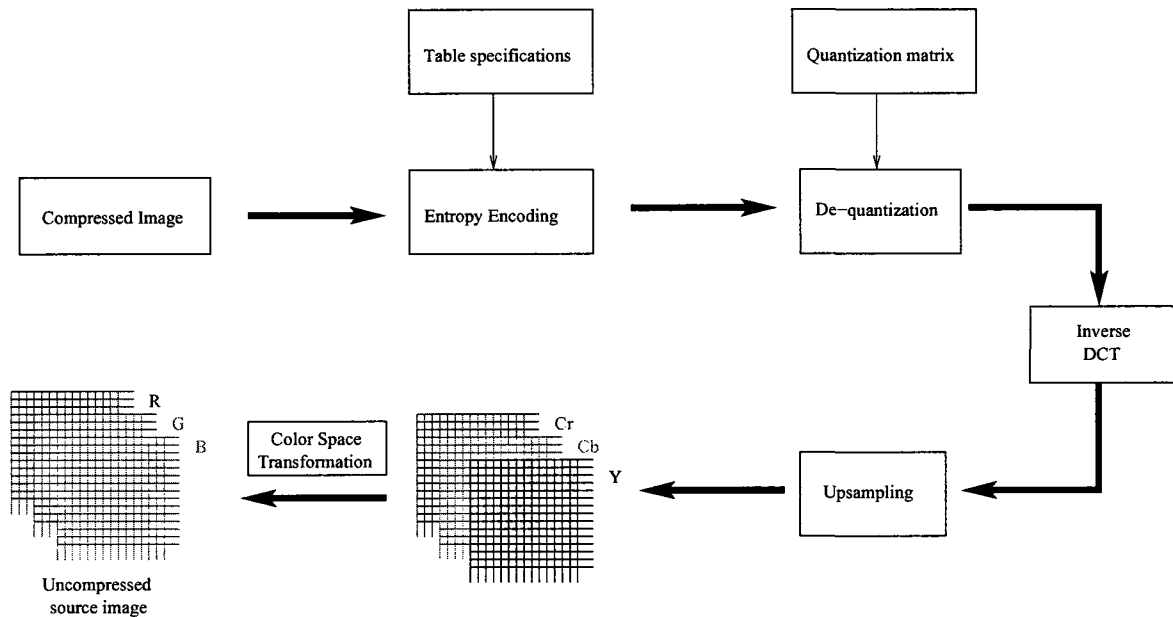 Table specifications
Quantization matrix
Compressed Image
Entropy Encoding
De-quantization
Inverse
DCT
R
G
B
Color Space
Transformation
Cr
Cb
Y
Upsampling
Uncompressed
source image